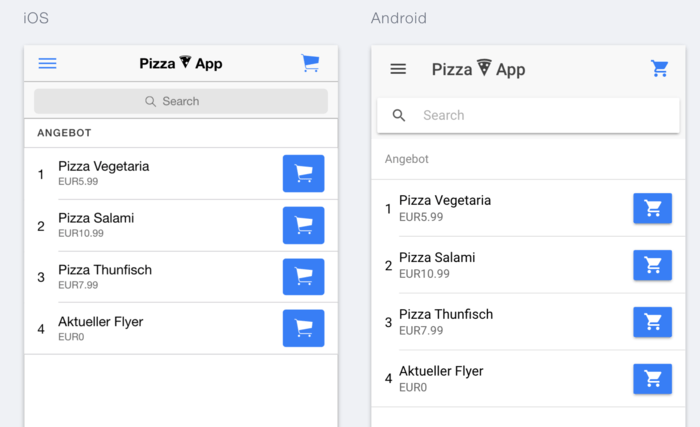 iOS
Pizza App
Search
ANGEBOT
1 Pizza Vegetaria
EUR5.99
2 Pizza Salami
EUR10.99
3 Pizza Thunfisch
EUR7.99
4 Aktueller Flyer
EUR0
Android
Pizza App
Search
Angebot
1 Pizza Vegetaria
EUR5.99
2 Pizza Salami
EUR10.99
3 Pizza Thunfisch
EUR7.99
4 Aktueller Flyer
EUR0